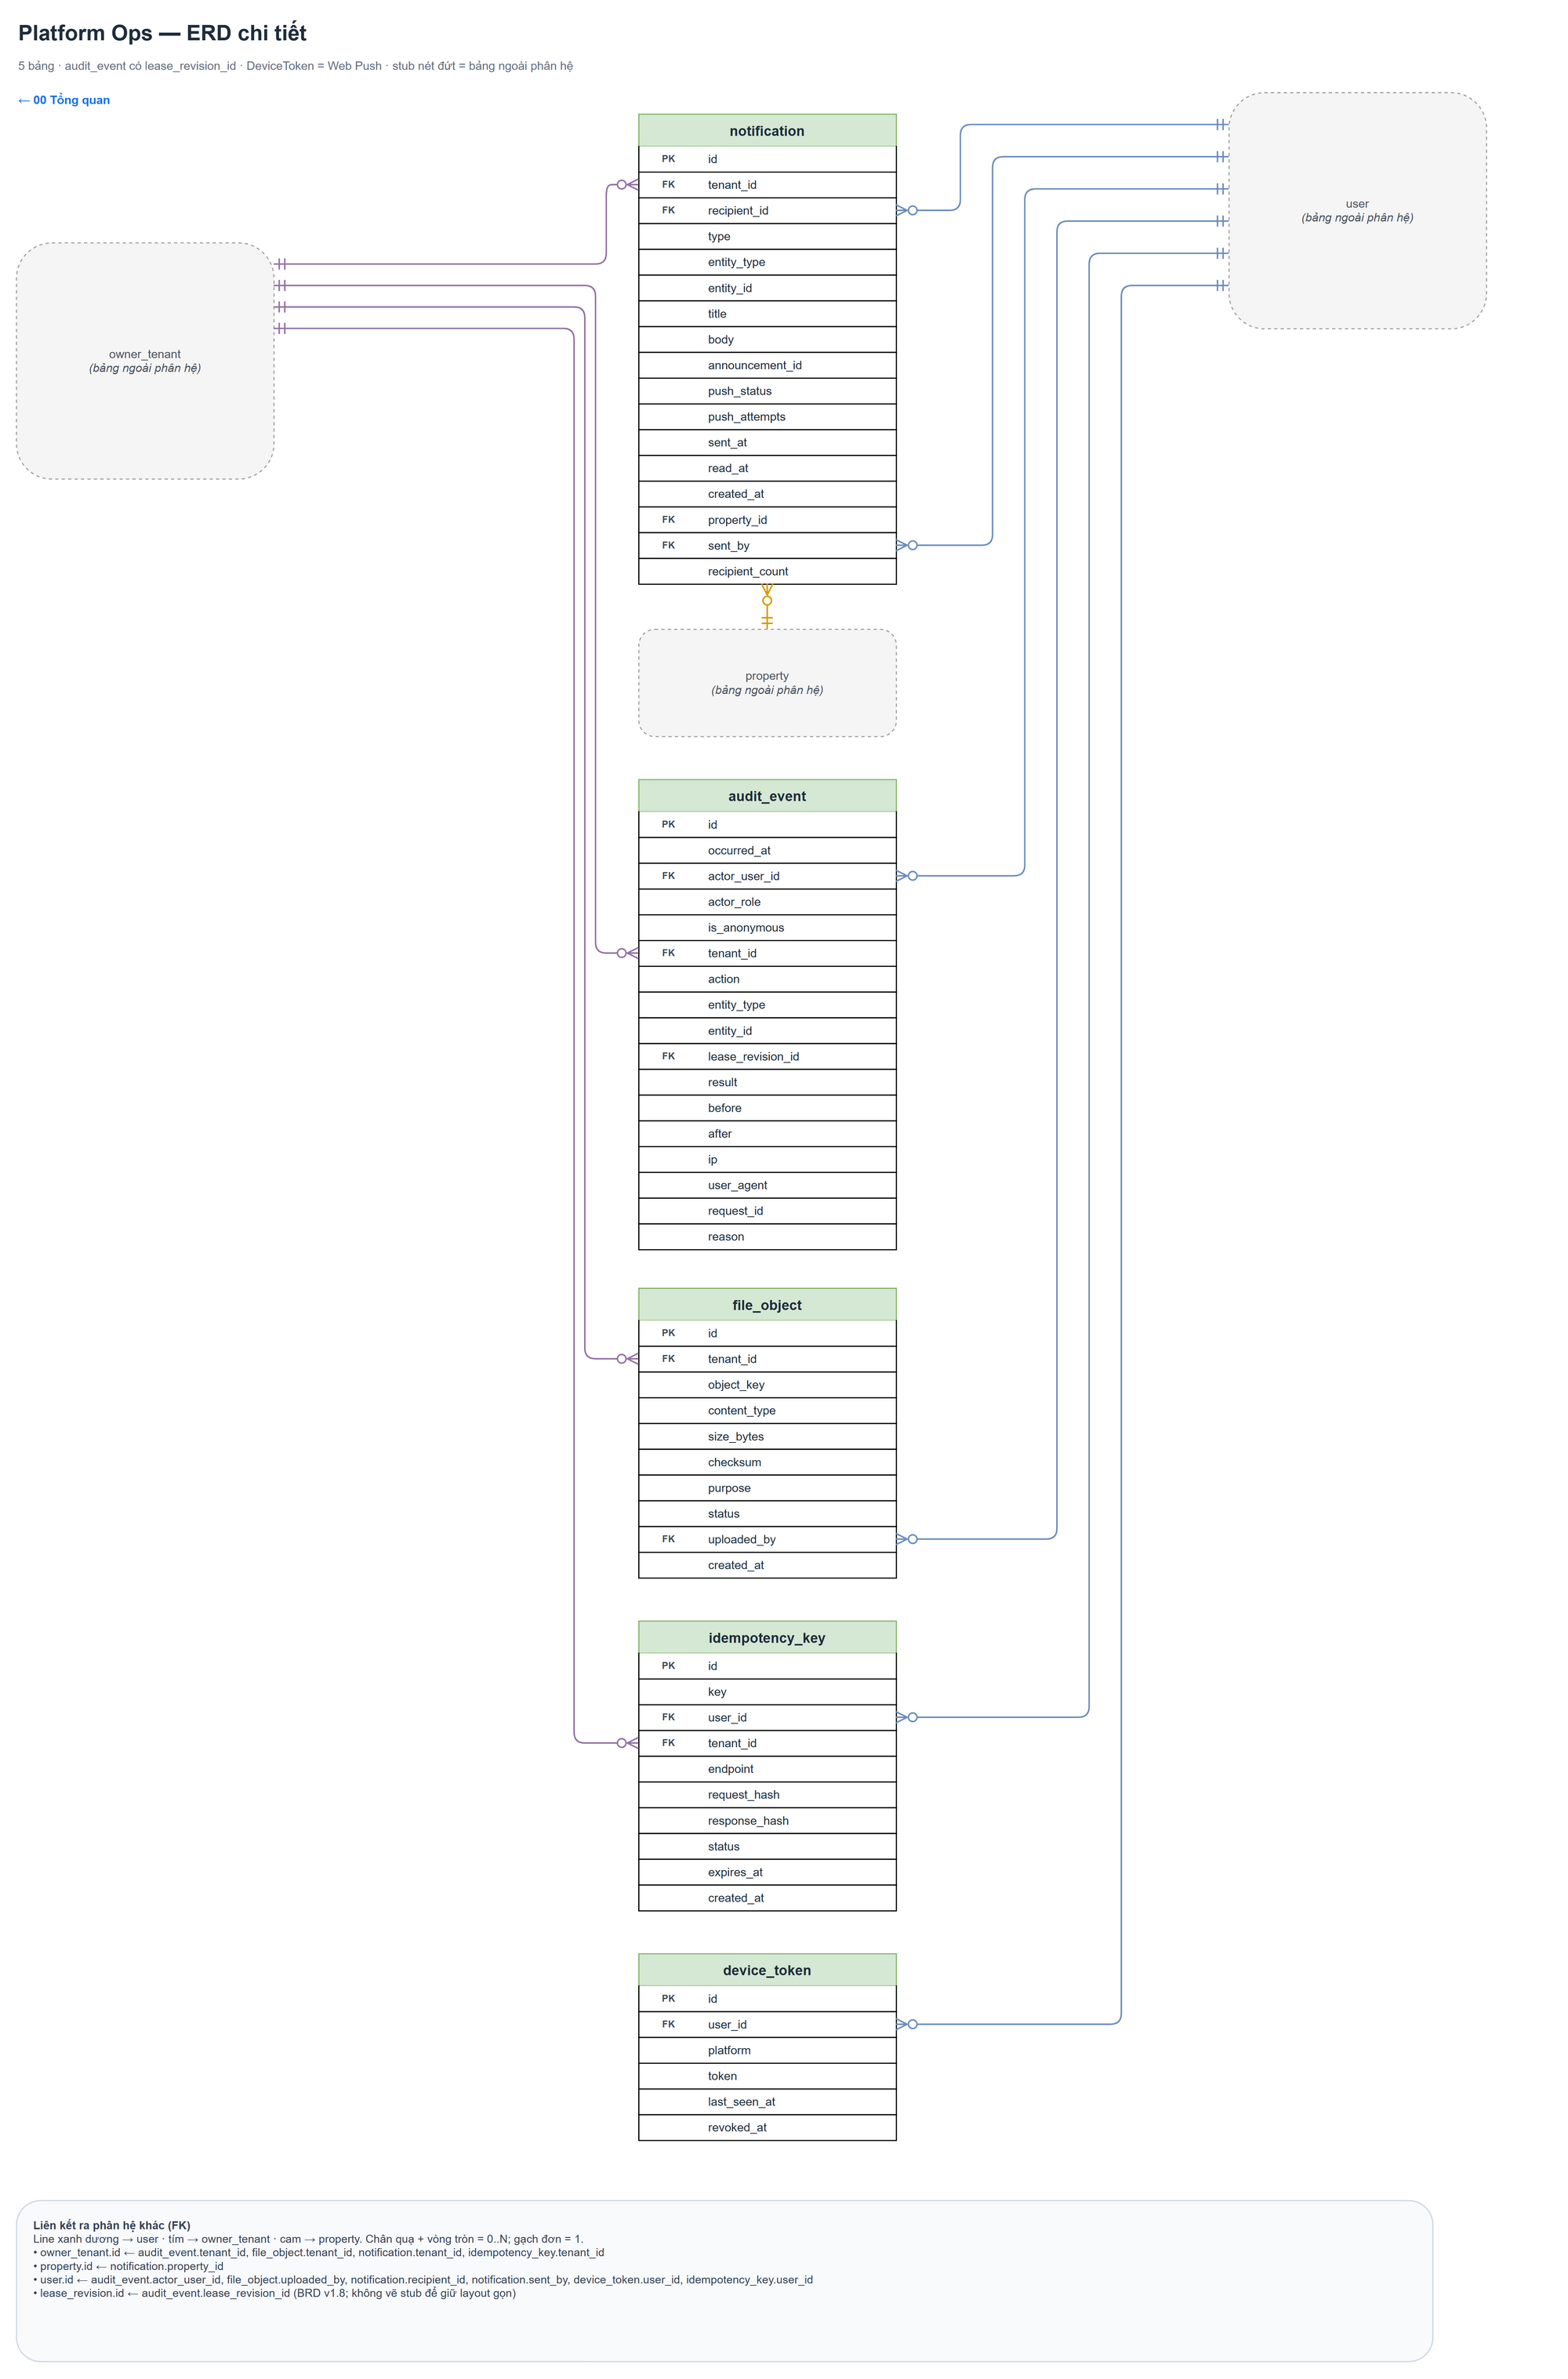 Platform Ops — ERD chi tiết
5 bảng · audit_event có lease_revision_id · DeviceToken = Web Push · stub nét đứt = bảng ngoài phân hệ
← 00 Tổng quan
notification
PK id
FK tenant_id
FK recipient_id
type
entity_type
entity_id
title
body
announcement_id
push_status
push_attempts
sent_at
read_at
created_at
FK property_id
FK sent_by
recipient_count
user
(bảng ngoài phân hệ)
owner_tenant
(bảng ngoài phân hệ)
property
(bảng ngoài phân hệ)
audit_event
PK id
occurred_at
FK actor_user_id
actor_role
is_anonymous
FK tenant_id
action
entity_type
entity_id
FK lease_revision_id
result
before
after
ip
user_agent
request_id
reason
file_object
PK id
FK tenant_id
object_key
content_type
size_bytes
checksum
purpose
status
FK uploaded_by
created_at
idempotency_key
PK id
key
FK user_id
FK tenant_id
endpoint
request_hash
response_hash
status
expires_at
created_at
device_token
PK id
FK user_id
platform
token
last_seen_at
revoked_at
Liên kết ra phân hệ khác (FK)
Line xanh dương → user · tím → owner_tenant · cam → property. Chân quạ + vòng tròn = 0..N; gạch đơn = 1.
• owner_tenant.id ← audit_event.tenant_id, file_object.tenant_id, notification.tenant_id, idempotency_key.tenant_id
• property.id ← notification.property_id
• user.id ← audit_event.actor_user_id, file_object.uploaded_by, notification.recipient_id, notification.sent_by, device_token.user_id, idempotency_key.user_id
• lease_revision.id ← audit_event.lease_revision_id (BRD v1.8; không vẽ stub để giữ layout gọn)